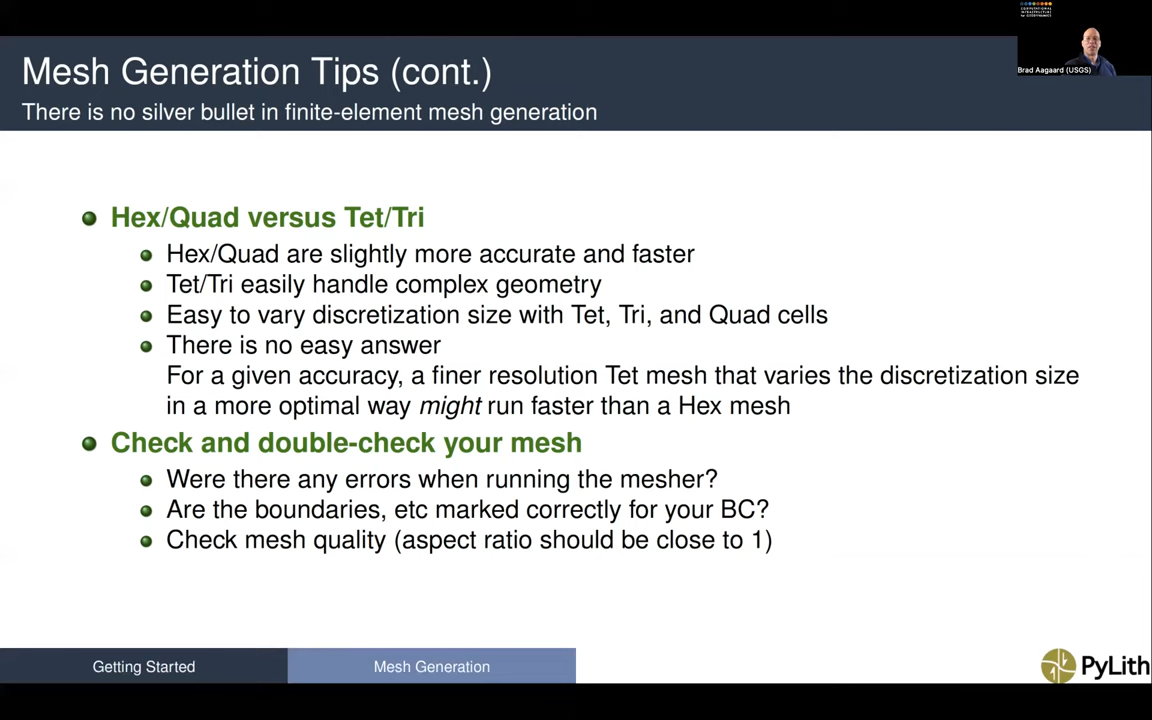 COMPUTATIONAL
INFRASTRUCTURE
for GEODYNAMICS
Brad Aagaard (USGS)
Mesh Generation Tips (cont.)
There is no silver bullet in finite-element mesh generation
Hex/Quad versus Tet/Tri
Hex/Quad are slightly more accurate and faster
Tet/Tri easily handle complex geometry
Easy to vary discretization size with Tet, Tri, and Quad cells
There is no easy answer
For a given accuracy, a finer resolution Tet mesh that varies the discretization size
in a more optimal way might run faster than a Hex mesh
Check and double-check your mesh
Were there any errors when running the mesher?
Are the boundaries, etc marked correctly for your BC?
Check mesh quality (aspect ratio should be close to 1)
Getting Started
Mesh Generation
PyLith